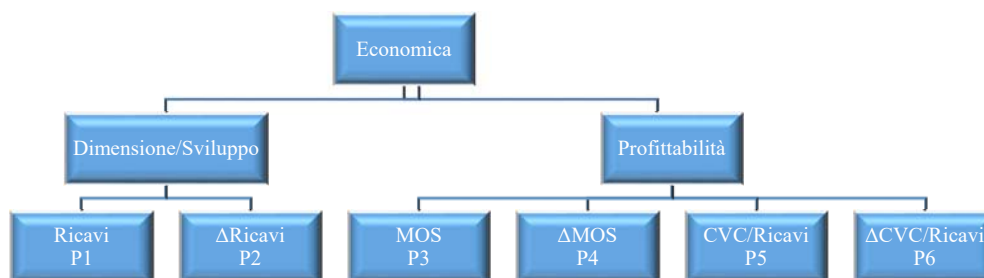 Economica
Dimensione/Sviluppo
Profittabilità
Ricavi
P1
ΔRicavi
P2
MOS
P3
ΔMOS
P4
CVC/Ricavi
P5
ΔCVC/Ricavi
P6